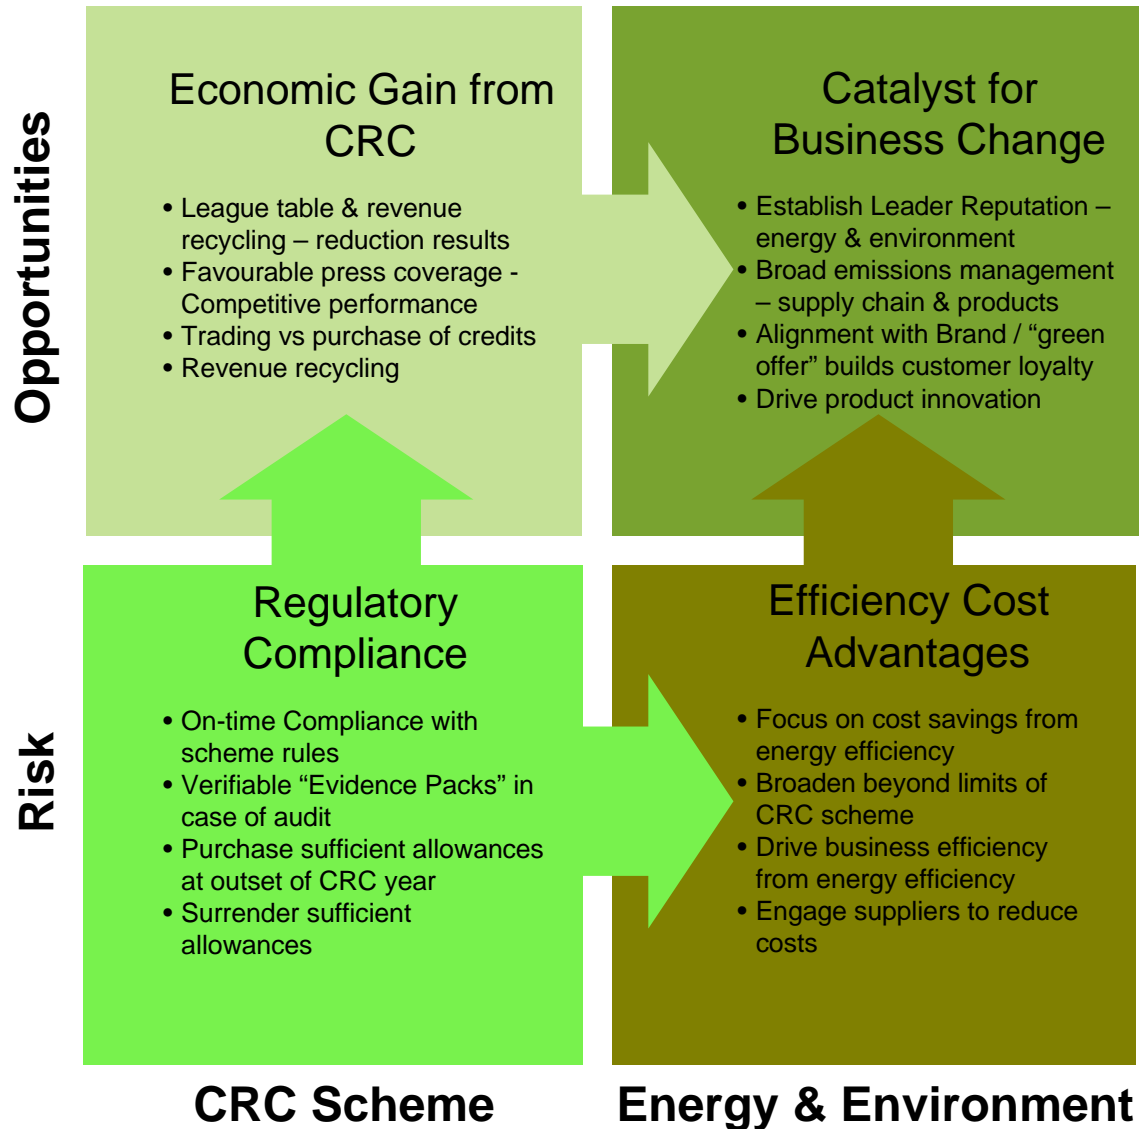 Opportunities
Economic Gain from
CRC
• League table & revenue
recycling – reduction results
• Favourable press coverage -
Competitive performance
• Trading vs purchase of credits
• Revenue recycling
Catalyst for
Business Change
• Establish Leader Reputation –
energy & environment
• Broad emissions management
– supply chain & products
• Alignment with Brand / “green
offer” builds customer loyalty
• Drive product innovation
Risk
Regulatory
Compliance
• On-time Compliance with
scheme rules
• Verifiable “Evidence Packs” in
case of audit
• Purchase sufficient allowances
at outset of CRC year
• Surrender sufficient
allowances
Efficiency Cost
Advantages
• Focus on cost savings from
energy efficiency
• Broaden beyond limits of
CRC scheme
• Drive business efficiency
from energy efficiency
• Engage suppliers to reduce
costs
CRC Scheme
Energy & Environment